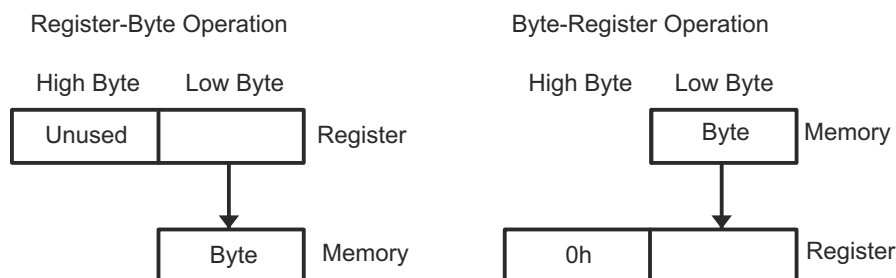 Register-Byte Operation
High Byte Low Byte
Unused Register
Byte Memory
Byte-Register Operation
High Byte Low Byte
Byte Memory
0h Register